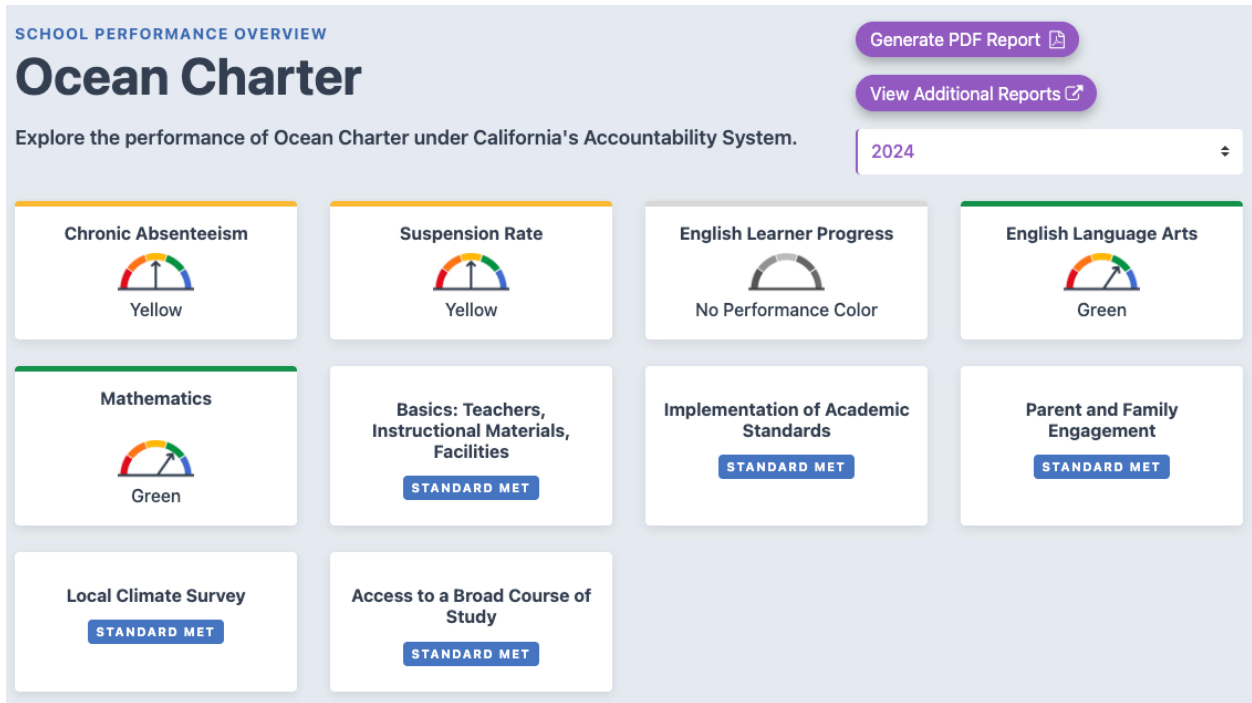 SCHOOL PERFORMANCE OVERVIEW
Ocean Charter
Explore the performance of Ocean Charter under California's Accountability System.
Generate PDF Report
View Additional Reports
2024
Chronic Absenteeism
Yellow
Suspension Rate
Yellow
English Learner Progress
No Performance Color
English Language Arts
Green
Mathematics
Green
Basics: Teachers,
Instructional Materials,
Facilities
STANDARD MET
Implementation of Academic
Standards
STANDARD MET
Parent and Family
Engagement
STANDARD MET
Local Climate Survey
STANDARD MET
Access to a Broad Course of
Study
STANDARD MET